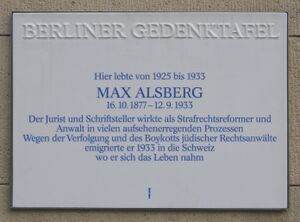 BERLINER GEDENKTAFEL
Hier lebte von 1925 bis 1933
MAX ALSBERG
16.10.1877 – 12.9.1933
Der Jurist und Schriftsteller wirkte als Strafrechtsreformer und
Anwalt in vielen aufsehenerregenden Prozessen
Wegen der Verfolgung und des Boykotts jüdischer Rechtsanwälte
emigrierte er 1933 in die Schweiz
wo er sich das Leben nahm